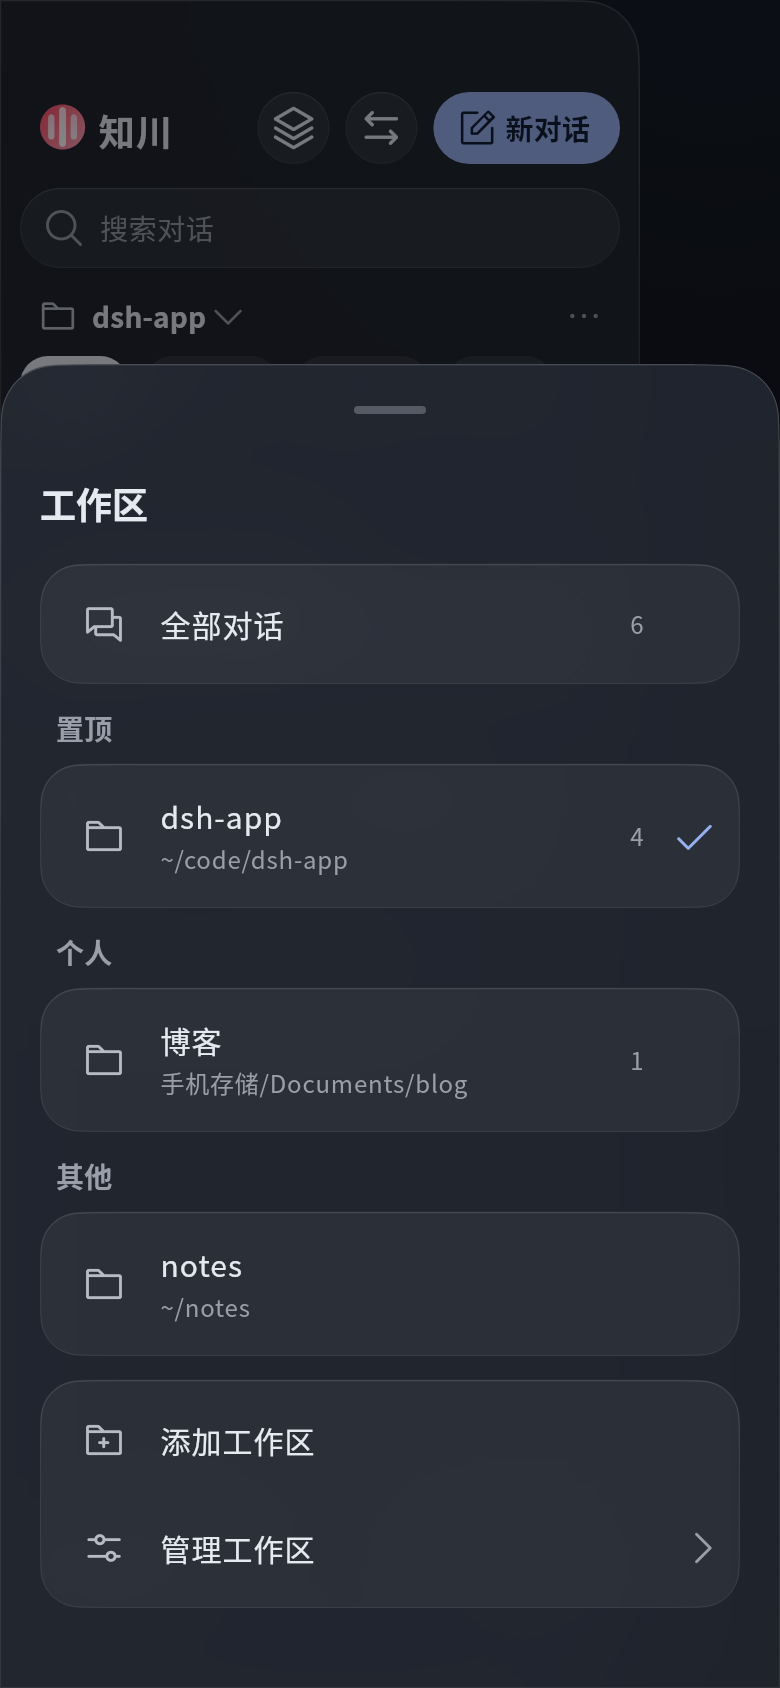 知川
新对话
搜索对话
dsh-app
工作区
全部对话 6
置顶
dsh-app 4
~/code/dsh-app
个人
博客 1
手机存储/Documents/blog
其他
notes
~/notes
添加工作区
管理工作区